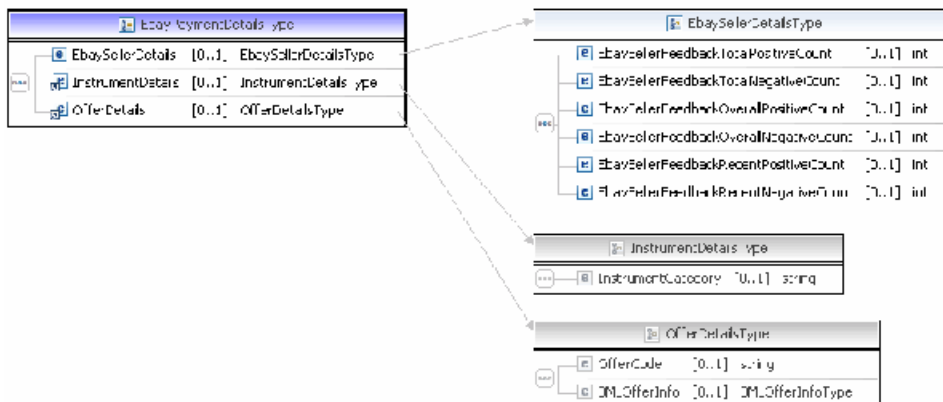 EbayPaymentDetailsType
EbaySellerDetails [0..1] EbaySellerDetailsType
InstrumentDetails [0..1] InstrumentDetailsType
OfferDetails [0..1] OfferDetailsType
EbaySellerDetailsType
EbaySellerFeedbackTotalPositiveCount [0..1] int
EbaySellerFeedbackTotalNegativeCount [0..1] int
EbaySellerFeedbackOverallPositiveCount [0..1] int
EbaySellerFeedbackOverallNegativeCount [0..1] int
EbaySellerFeedbackRecentPositiveCount [0..1] int
EbaySellerFeedbackRecentNegativeCount [0..1] int
InstrumentDetailsType
InstrumentCategory [0..1] string
OfferDetailsType
OfferCode [0..1] string
BMLOfferInfo [0..1] BMLOfferInfoType